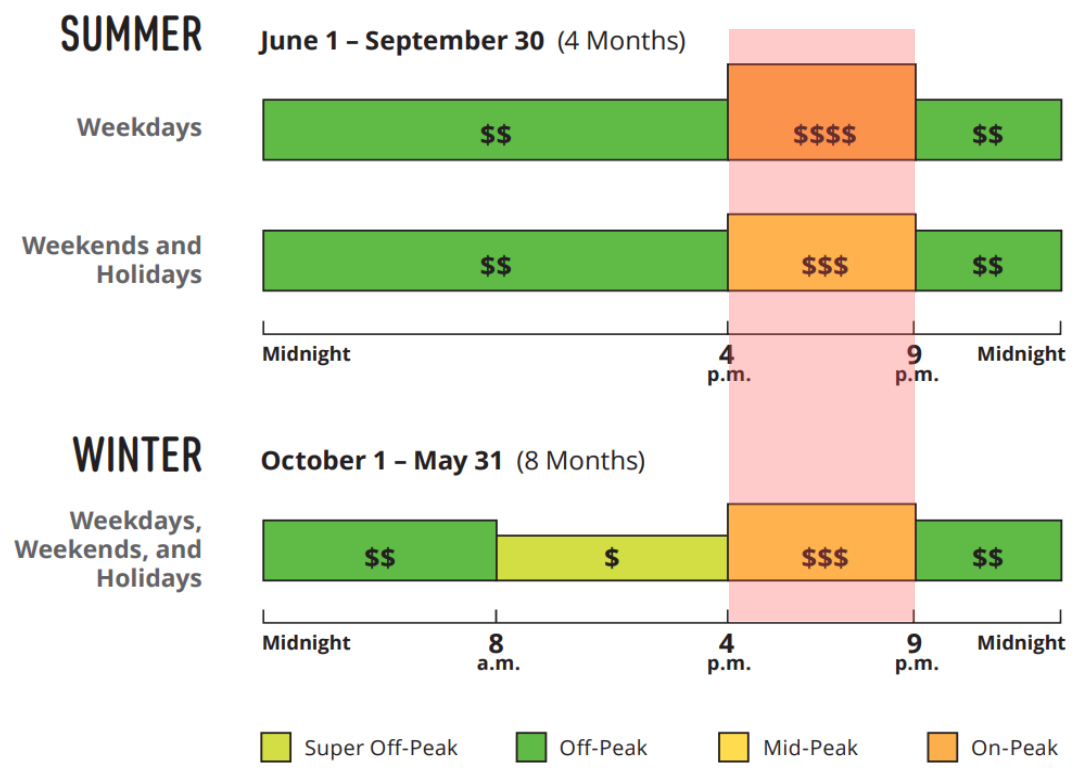 SUMMER June 1 – September 30 (4 Months)
Weekdays
$$ $$$$ $$
Weekends and
Holidays
$$ $$$ $$
Midnight 4 9 Midnight
p.m. p.m.
WINTER October 1 – May 31 (8 Months)
Weekdays,
Weekends, and
Holidays
$$ $ $$$ $$
Midnight 8 4 9 Midnight
a.m. p.m. p.m.
Super Off-Peak Off-Peak Mid-Peak On-Peak